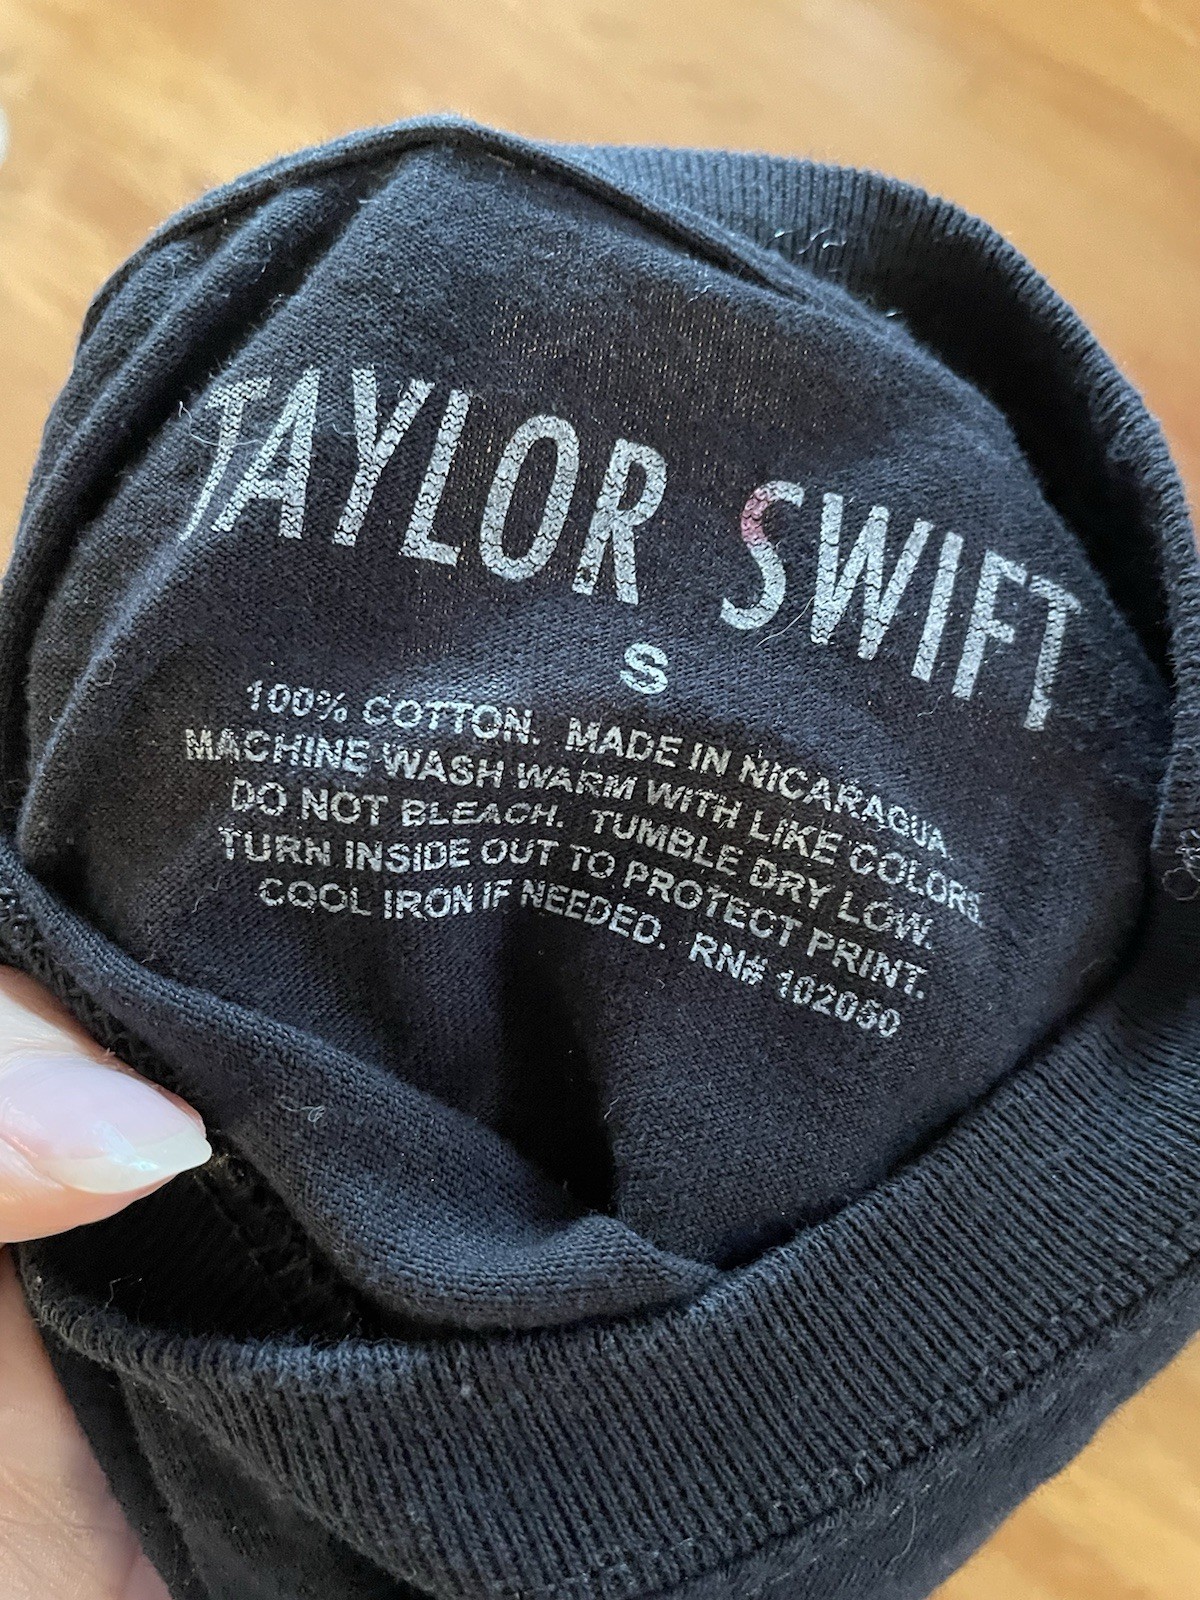 TAYLOR SWIFT
S
100% COTTON. MADE IN NICARAGUA.
MACHINE WASH WARM WITH LIKE COLORS.
DO NOT BLEACH. TUMBLE DRY LOW.
TURN INSIDE OUT TO PROTECT PRINT.
COOL IRON IF NEEDED. RN# 102050